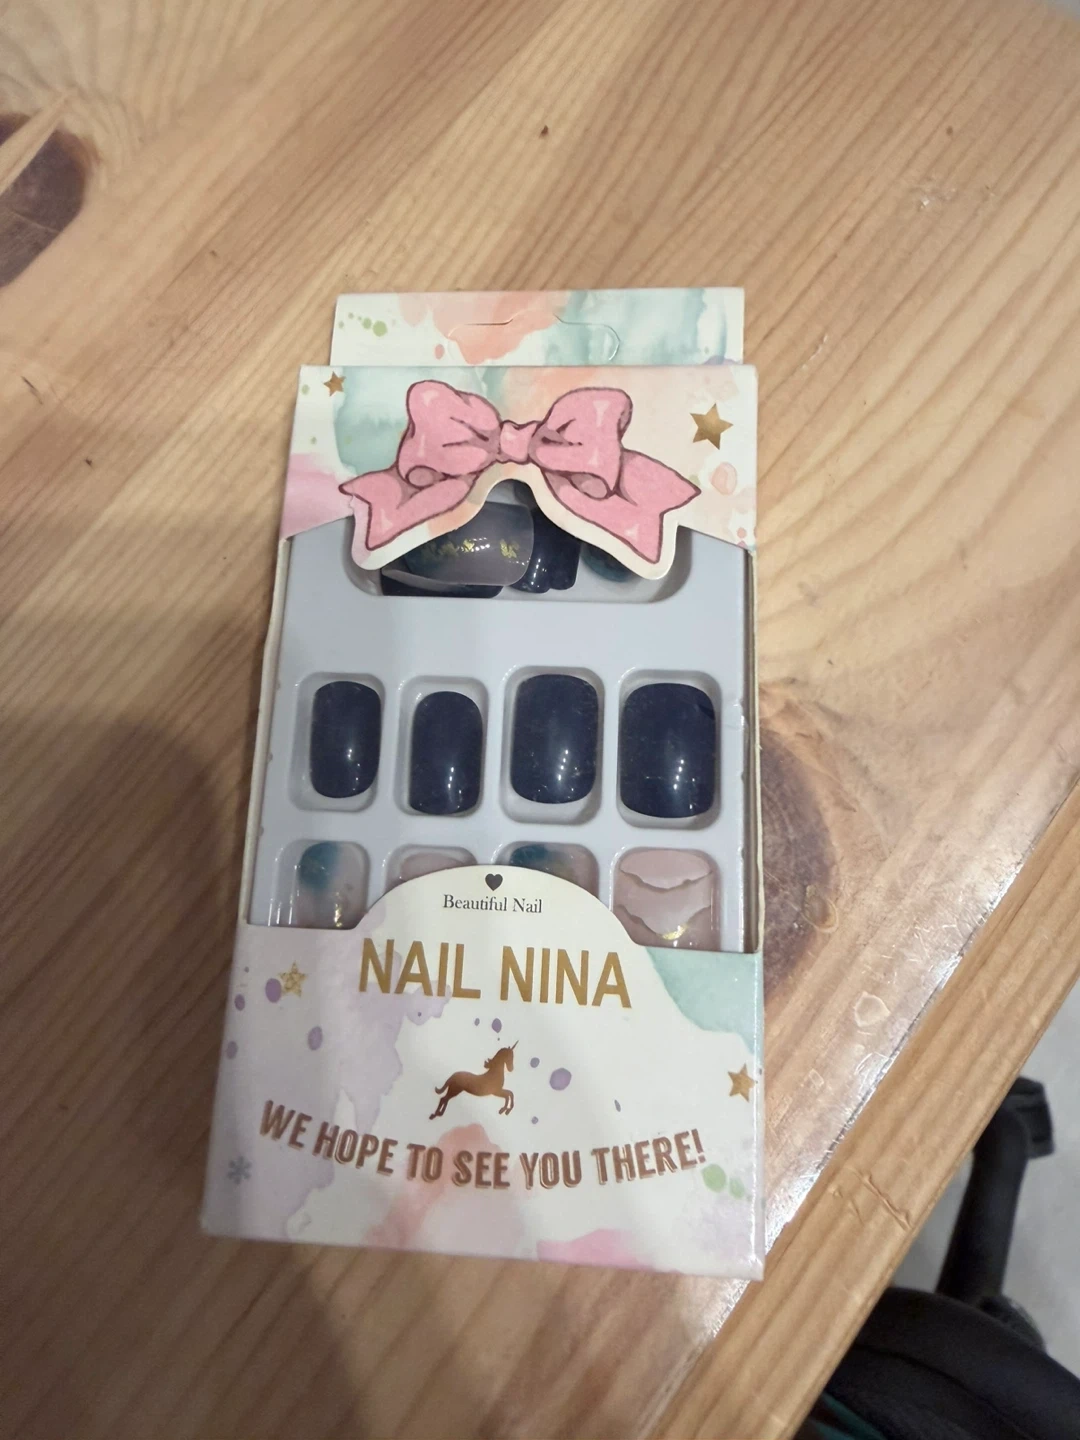 Beautiful Nail
NAIL NINA
WE HOPE TO SEE YOU THERE!